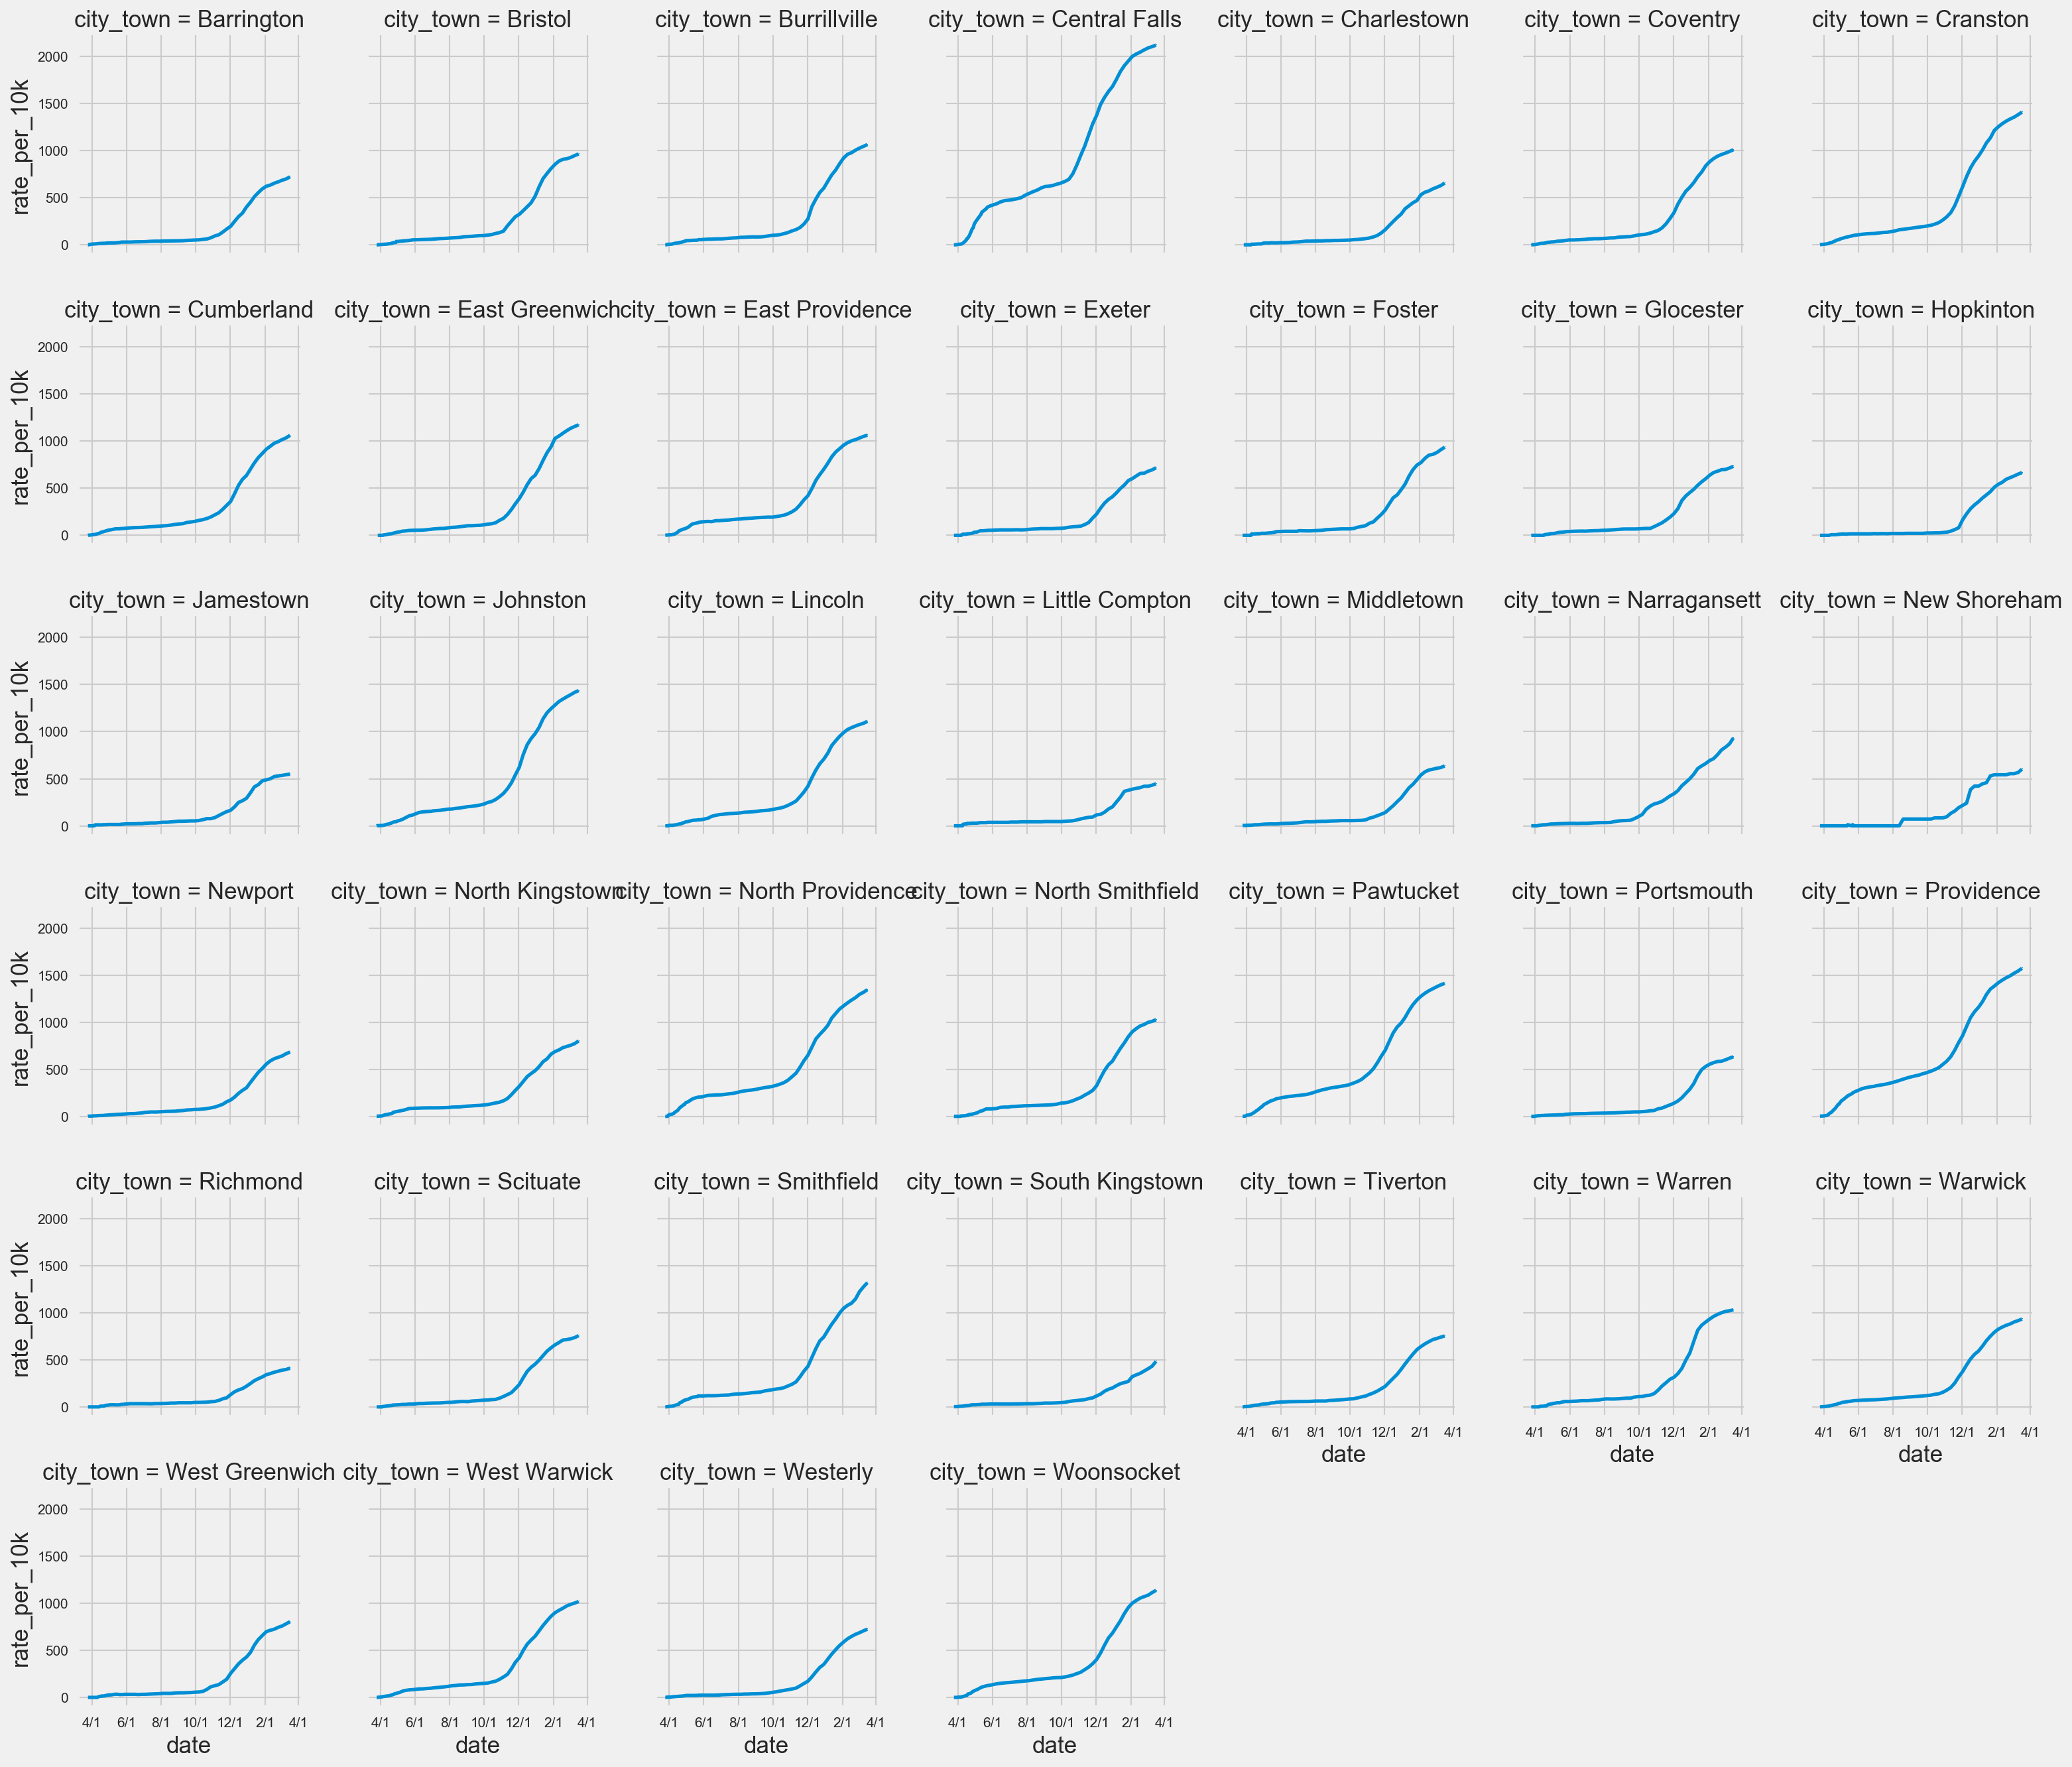 city_town = Barrington city_town = Bristol city_town = Burrillville city_town = Central Falls city_town = Charlestown city_town = Coventry city_town = Cranston
rate_per_10k
2000
1500
1000
500
0
city_town = Cumberland city_town = East Greenwich city_town = East Providence city_town = Exeter city_town = Foster city_town = Glocester city_town = Hopkinton
rate_per_10k
2000
1500
1000
500
0
city_town = Jamestown city_town = Johnston city_town = Lincoln city_town = Little Compton city_town = Middletown city_town = Narragansett city_town = New Shoreham
rate_per_10k
2000
1500
1000
500
0
city_town = Newport city_town = North Kingstown city_town = North Providence city_town = North Smithfield city_town = Pawtucket city_town = Portsmouth city_town = Providence
rate_per_10k
2000
1500
1000
500
0
city_town = Richmond city_town = Scituate city_town = Smithfield city_town = South Kingstown city_town = Tiverton city_town = Warren city_town = Warwick
rate_per_10k
2000
1500
1000
500
0
4/1 6/1 8/1 10/1 12/1 2/1 4/1 4/1 6/1 8/1 10/1 12/1 2/1 4/1 4/1 6/1 8/1 10/1 12/1 2/1 4/1
date date date
city_town = West Greenwich city_town = West Warwick city_town = Westerly city_town = Woonsocket
rate_per_10k
2000
1500
1000
500
0
4/1 6/1 8/1 10/1 12/1 2/1 4/1 4/1 6/1 8/1 10/1 12/1 2/1 4/1 4/1 6/1 8/1 10/1 12/1 2/1 4/1 4/1 6/1 8/1 10/1 12/1 2/1 4/1
date date date date